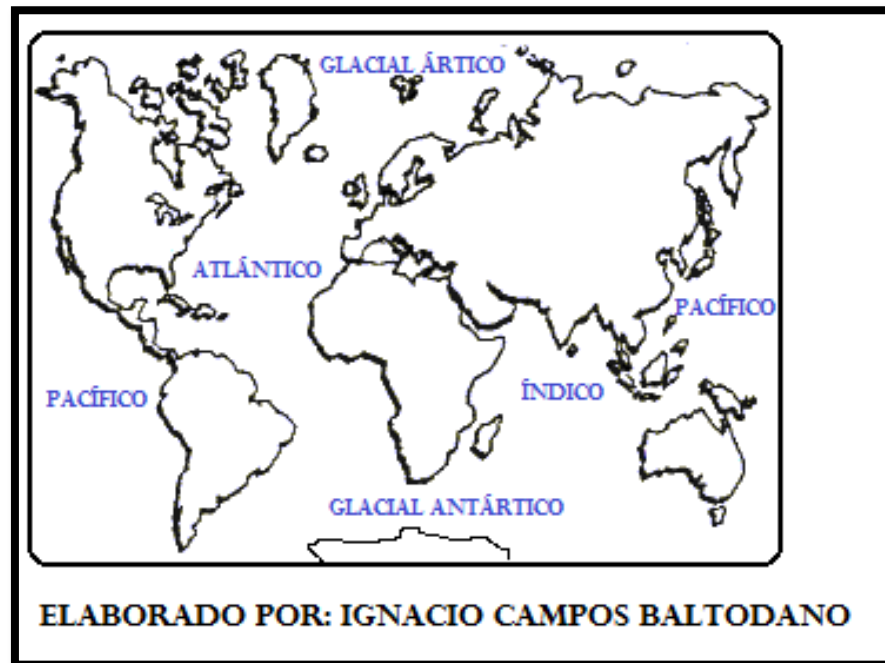 GLACIAL ÁRTICO
ATLÁNTICO
PACÍFICO
PACÍFICO
ÍNDICO
GLACIAL ANTÁRTICO
ELABORADO POR: IGNACIO CAMPOS BALTODANO